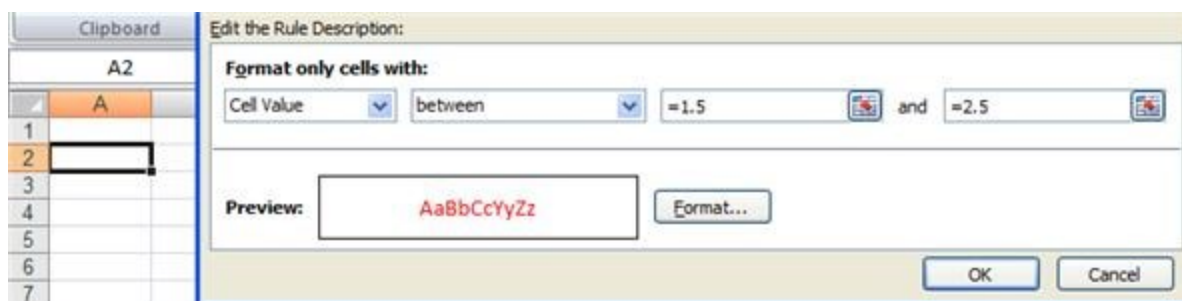 Clipboard
Edit the Rule Description:
A2
Format only cells with:
A
Cell Value between =1.5 and =2.5
1
2
3
4
5
6
7
Preview: AaBbCcYyZz Format...
OK Cancel